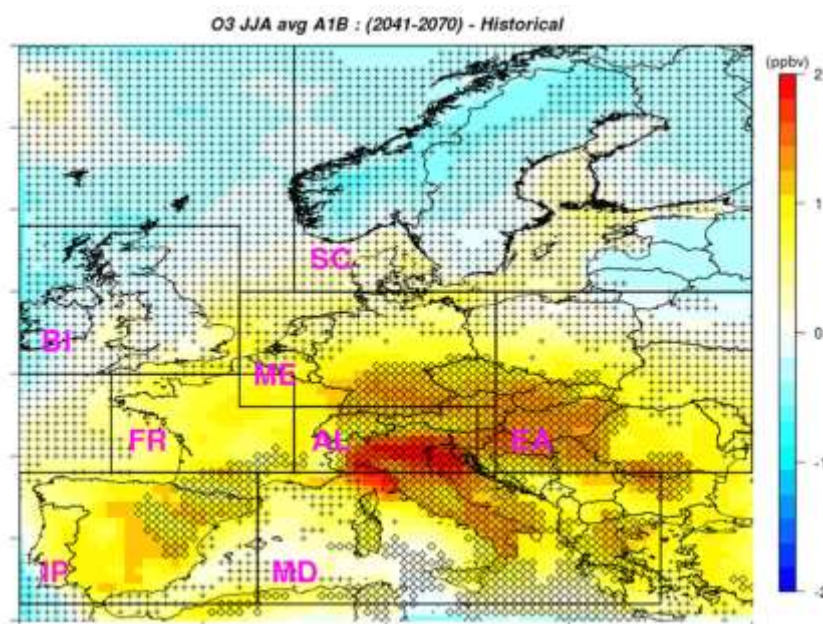 O3 JJA avg A1B : (2041-2070) - Historical
(ppbv)
2
1
0
-1
-2
SC
BI
ME
FR
AL
EA
IP
MD